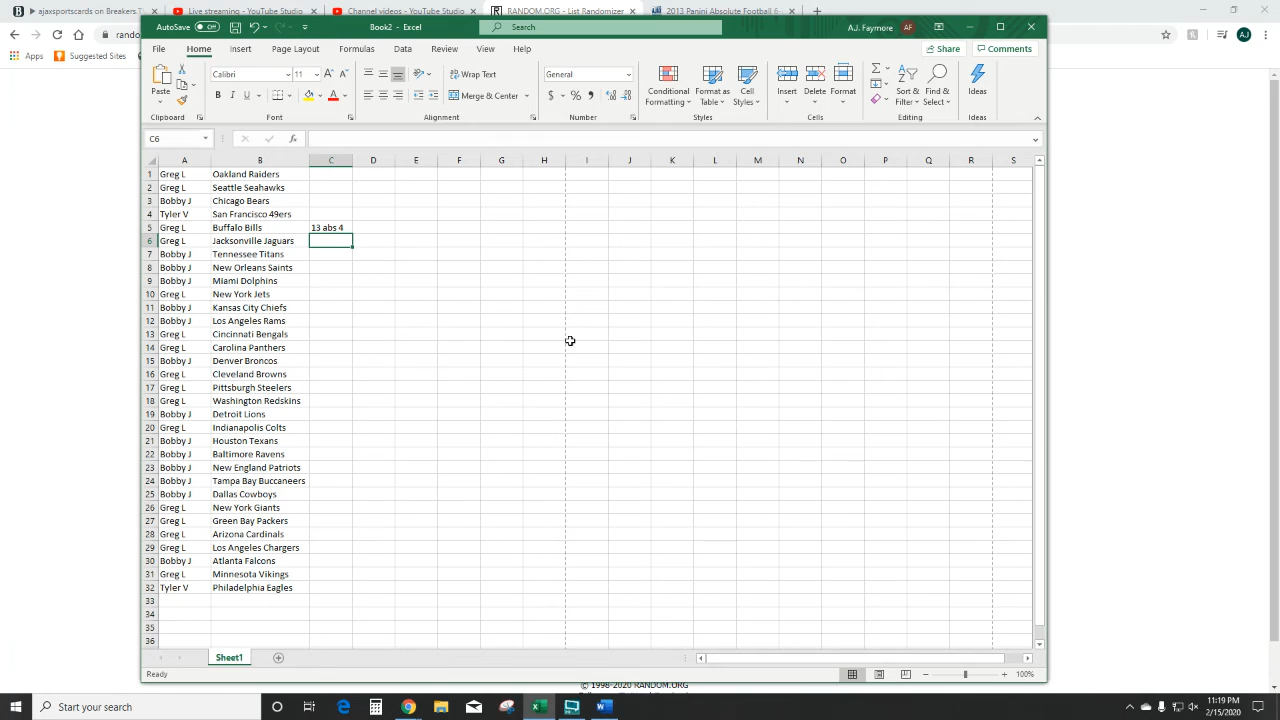 ajaxsportscards on Breakers.T
Live streaming - YouTube Studio
Channel videos - YouTube Studio
RANDOM.ORG - List Randomizer
2013 Panini Absolute Football 6
AutoSave Off
Book2 - Excel
Search
A.J. Faymore AF
Apps Suggested Sites
File Home Insert Page Layout Formulas Data Review View Help
Share Comments
Paste
Calibri 11
Wrap Text
Merge & Center
General
Conditional Formatting
Format as Table
Cell Styles
Insert Delete Format
Sort & Filter
Find & Select
Ideas
Clipboard Font Alignment Number Styles Cells Editing Ideas
C6
A B C D E F G H I J K L M N O P Q R S
1 Greg L Oakland Raiders
2 Greg L Seattle Seahawks
3 Bobby J Chicago Bears
4 Tyler V San Francisco 49ers
5 Greg L Buffalo Bills 13 abs 4
6 Greg L Jacksonville Jaguars
7 Bobby J Tennessee Titans
8 Bobby J New Orleans Saints
9 Bobby J Miami Dolphins
10 Greg L New York Jets
11 Bobby J Kansas City Chiefs
12 Bobby J Los Angeles Rams
13 Greg L Cincinnati Bengals
14 Greg L Carolina Panthers
15 Bobby J Denver Broncos
16 Greg L Cleveland Browns
17 Greg L Pittsburgh Steelers
18 Greg L Washington Redskins
19 Bobby J Detroit Lions
20 Greg L Indianapolis Colts
21 Bobby J Houston Texans
22 Bobby J Baltimore Ravens
23 Bobby J New England Patriots
24 Bobby J Tampa Bay Buccaneers
25 Bobby J Dallas Cowboys
26 Greg L New York Giants
27 Greg L Green Bay Packers
28 Greg L Arizona Cardinals
29 Greg L Los Angeles Chargers
30 Bobby J Atlanta Falcons
31 Greg L Minnesota Vikings
32 Tyler V Philadelphia Eagles
33
34
35
36
Sheet1
Ready
100%
© 1998-2020 RANDOM.ORG
Start your search
11:19 PM
2/15/2020